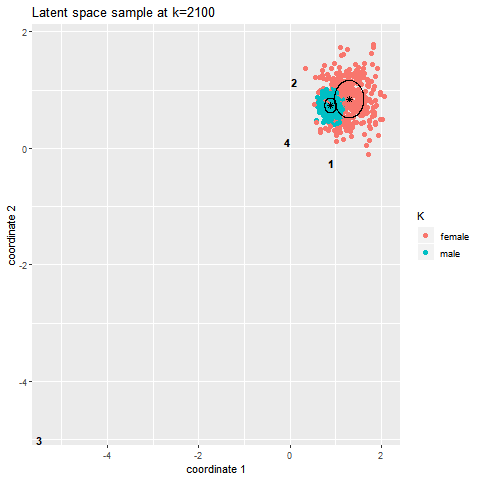 Latent space sample at k=2100
2
0
-2
-4
2
4
1
3
-4
-2
0
2
coordinate 1
coordinate 2
K
female
male